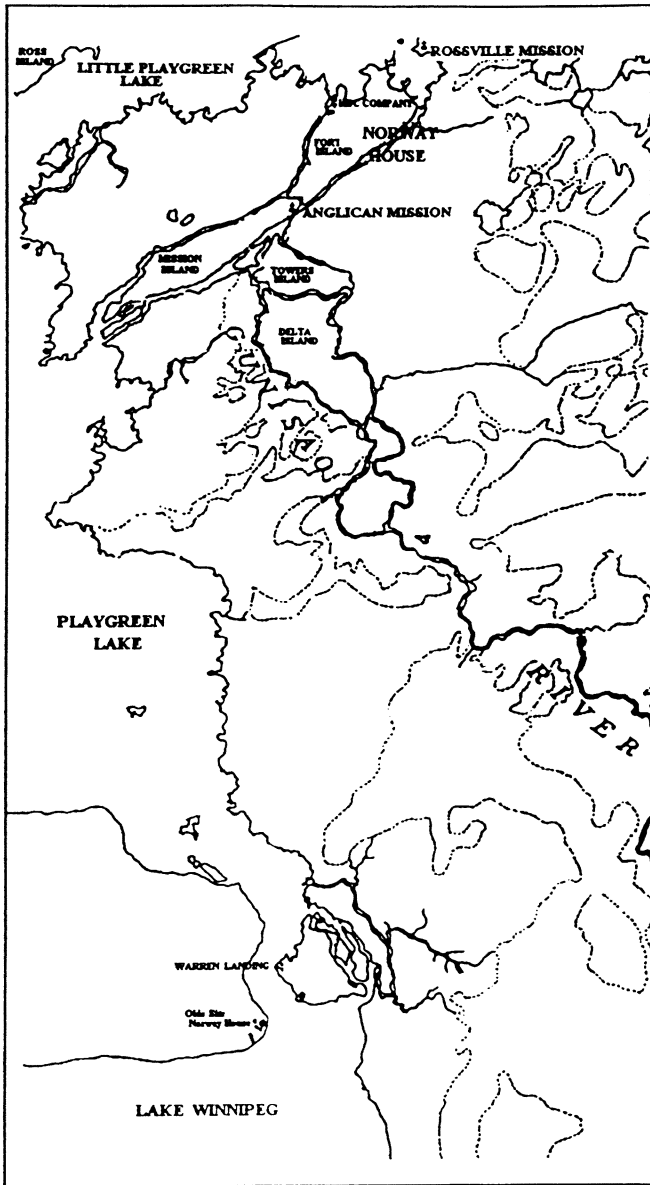 ROSS
ISLAND
LITTLE PLAYGREEN
LAKE
ROSSVILLE MISSION
COMPANY
NORWAY
HOUSE
FORT
ISLAND
ANGLICAN MISSION
MISSION
ISLAND
TOWERS
ISLAND
DELTA
ISLAND
PLAYGREEN
LAKE
RIVER
WARREN LANDING
Olde Site
Norway House
LAKE WINNIPEG